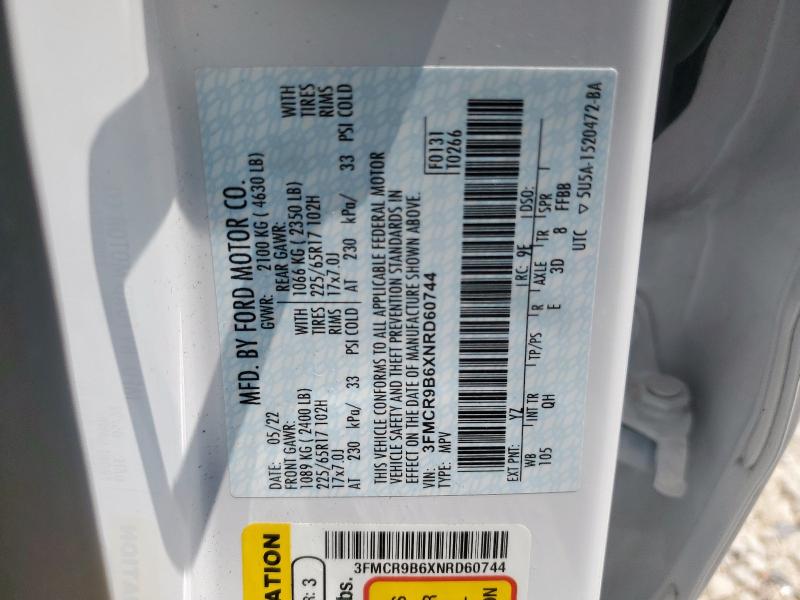 MFD. BY FORD MOTOR CO.
DATE: 05/22 GVWR: 2100 KG ( 4630 LB)
FRONT GAWR: REAR GAWR:
1089 KG ( 2400 LB) WITH 1066 KG ( 2350 LB) WITH
225/65R17 102H TIRES 225/65R17 102H TIRES
17x7.0J RIMS 17x7.0J RIMS
AT 230 kPa/ 33 PSI COLD AT 230 kPa/ 33 PSI COLD
THIS VEHICLE CONFORMS TO ALL APPLICABLE FEDERAL MOTOR
VEHICLE SAFETY AND THEFT PREVENTION STANDARDS IN
EFFECT ON THE DATE OF MANUFACTURE SHOWN ABOVE.
VIN: 3FMCR9B6XNRD60744
TYPE: MPV
F0131
T0266
EXT PNT: YZ RC: 9E DSO:
WB INT TR TP/PS R AXLE TR SPR
105 QH E 3D 8 FFBB
UTC ▽ 5U5A-1520472-BA
3FMCR9B6XNRD60744
R: 3